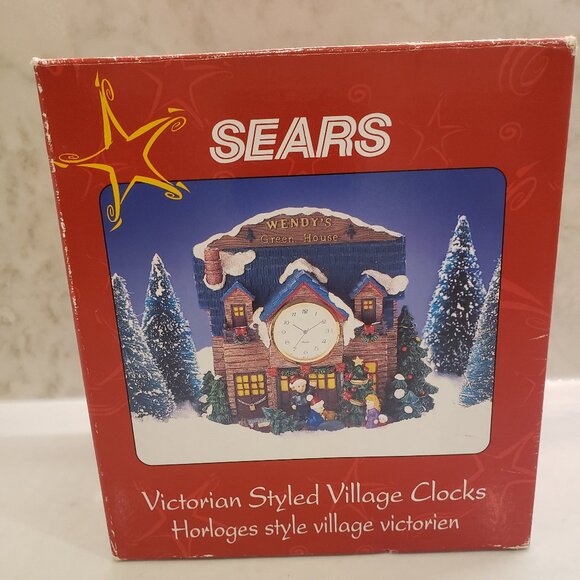 SEARS
WENDY'S
Green House
Victorian Styled Village Clocks
Horloges style village victorien